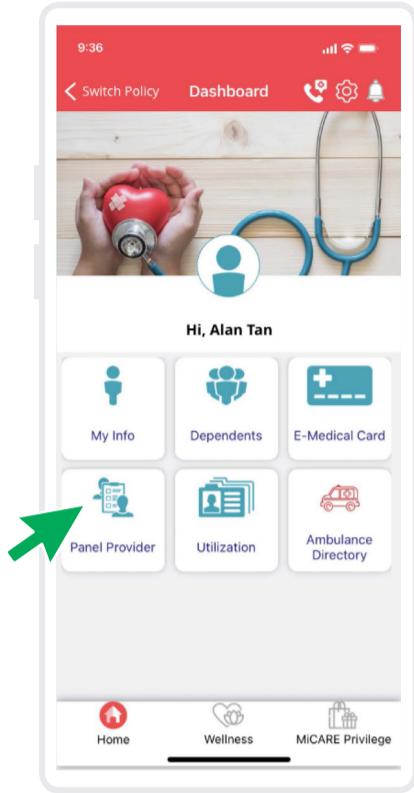 9:36
Switch Policy Dashboard
Hi, Alan Tan
My Info Dependents E-Medical Card
Panel Provider Utilization Ambulance
Directory
Home Wellness MiCARE Privilege